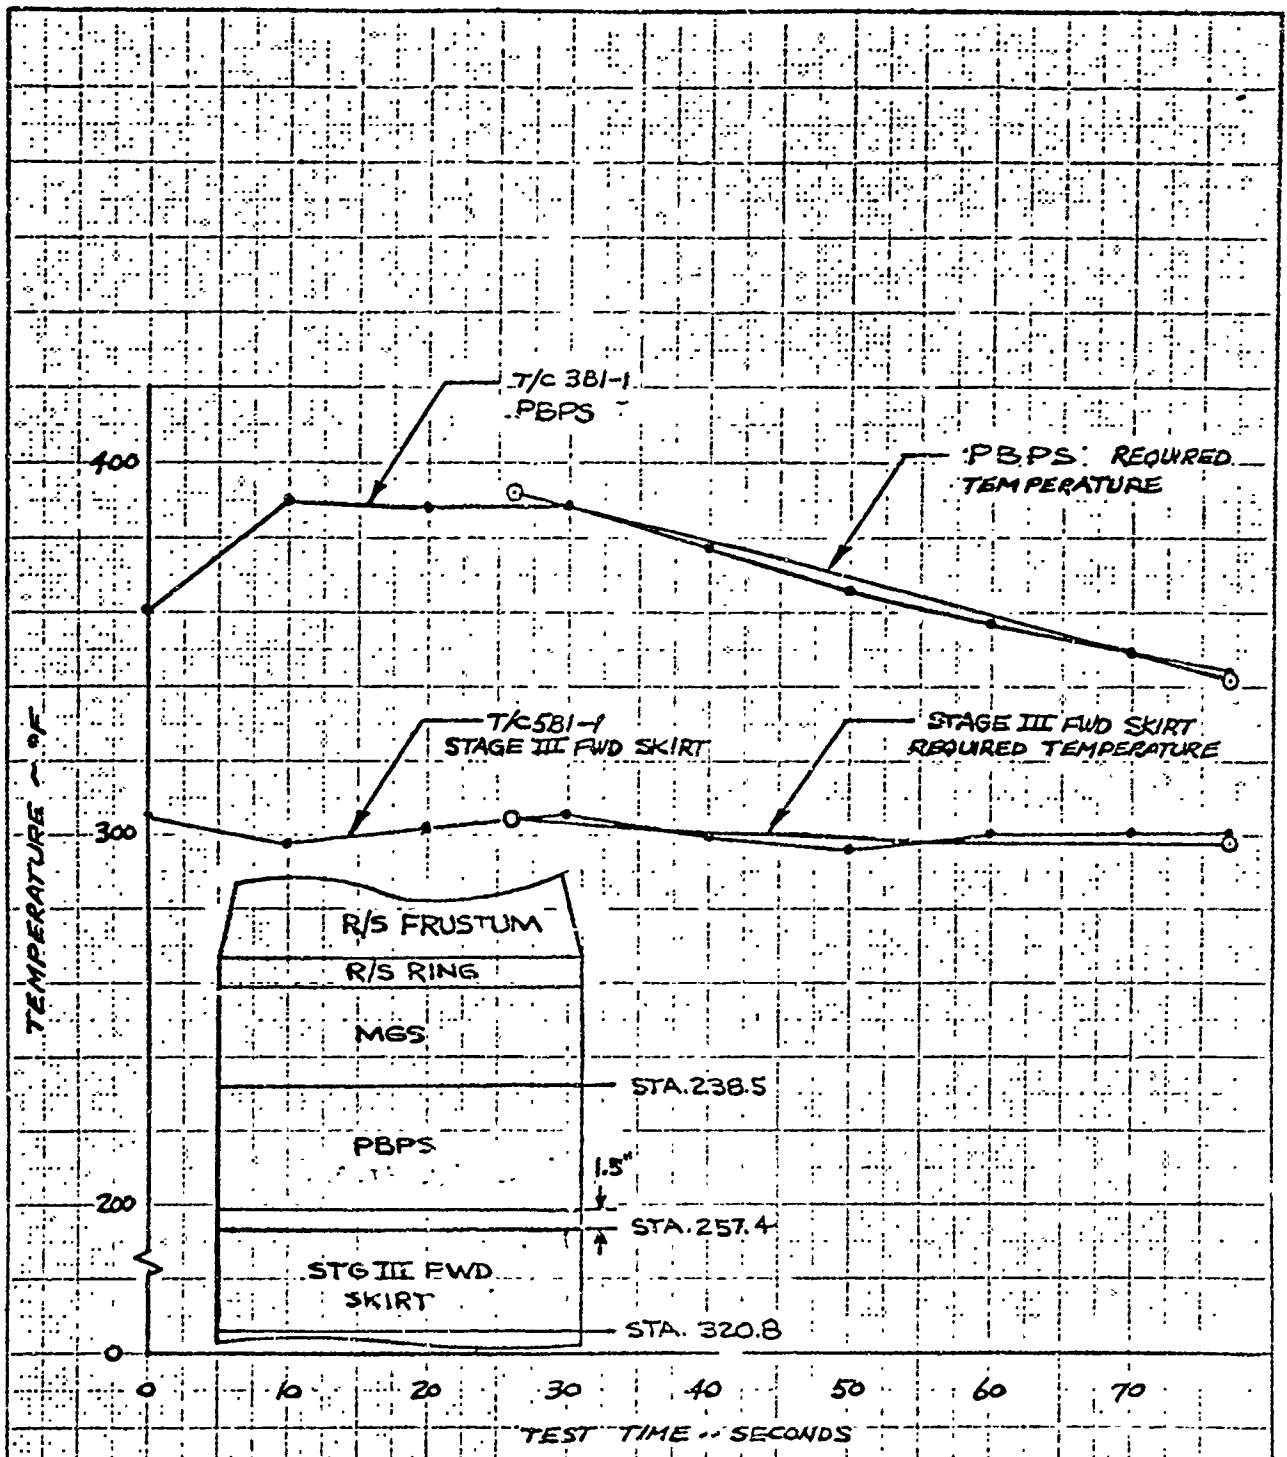 T/C 3B1-1
PBPS
400
PBPS REQUIRED
TEMPERATURE
T/C 5B1-1
STAGE III FWD SKIRT
STAGE III FWD SKIRT
REQUIRED TEMPERATURE
TEMPERATURE ~ °F
300
R/S FRUSTUM
R/S RING
MGS
STA. 238.5
PBPS
1.5"
200
STA. 257.4
STG III FWD
SKIRT
STA. 320.8
0
0 10 20 30 40 50 60 70
TEST TIME ~ SECONDS